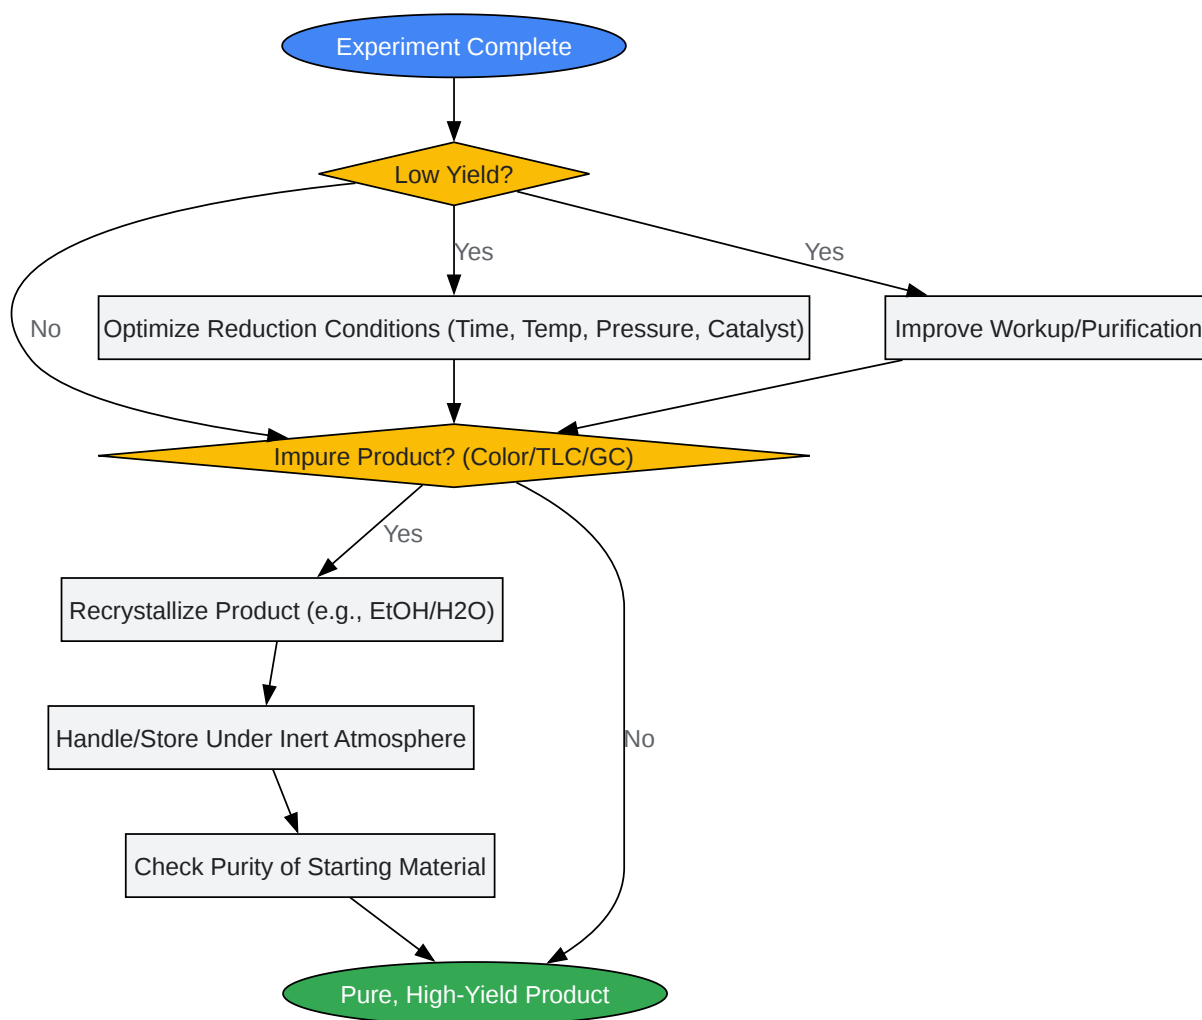 Experiment Complete
Low Yield?
Yes
Yes
No
Optimize Reduction Conditions (Time, Temp, Pressure, Catalyst)
Improve Workup/Purification
Impure Product? (Color/TLC/GC)
Yes
Recrystallize Product (e.g., EtOH/H2O)
Handle/Store Under Inert Atmosphere
No
Check Purity of Starting Material
Pure, High-Yield Product